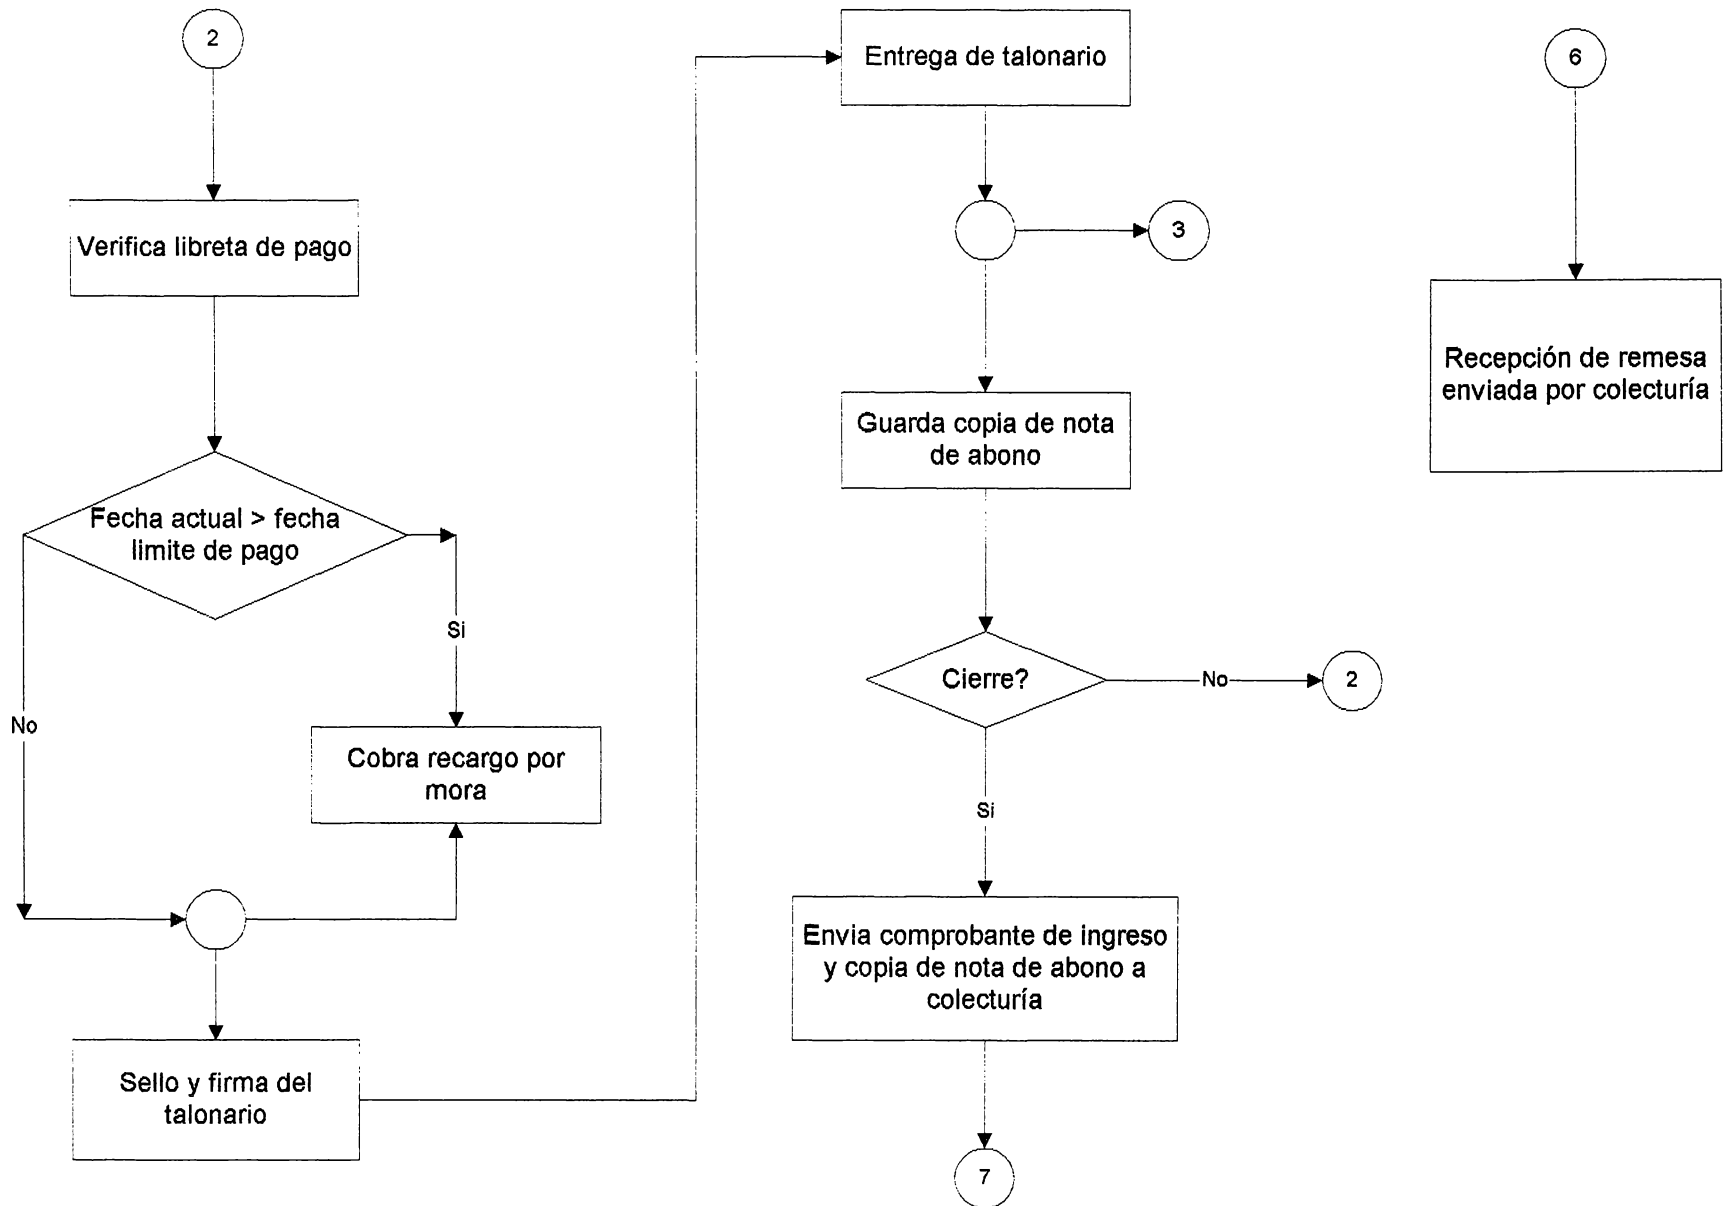 2
Verifica libreta de pago
Fecha actual > fecha
limite de pago
Si
No
Cobra recargo por
mora
Sello y firma del
talonario
Entrega de talonario
3
Guarda copia de nota
de abono
Cierre?
No
2
Si
Envia comprobante de ingreso
y copia de nota de abono a
colecturía
7
6
Recepción de remesa
enviada por colecturía